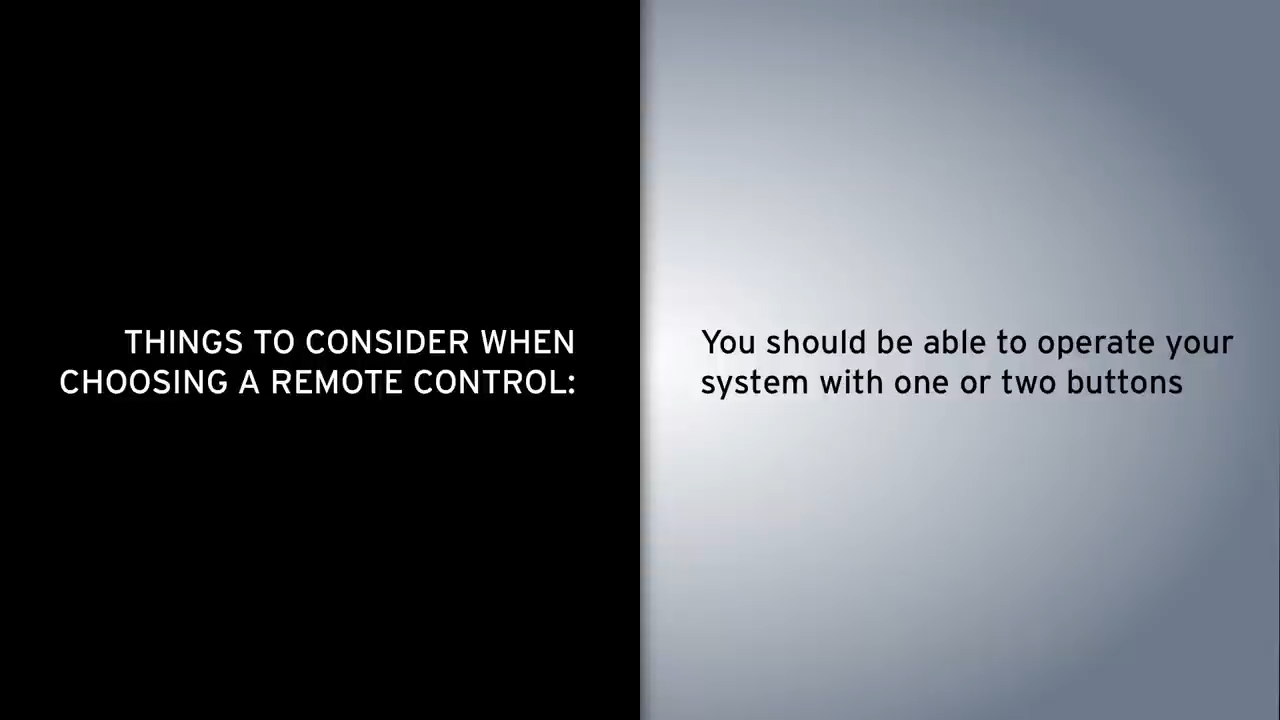 THINGS TO CONSIDER WHEN
CHOOSING A REMOTE CONTROL:
You should be able to operate your
system with one or two buttons